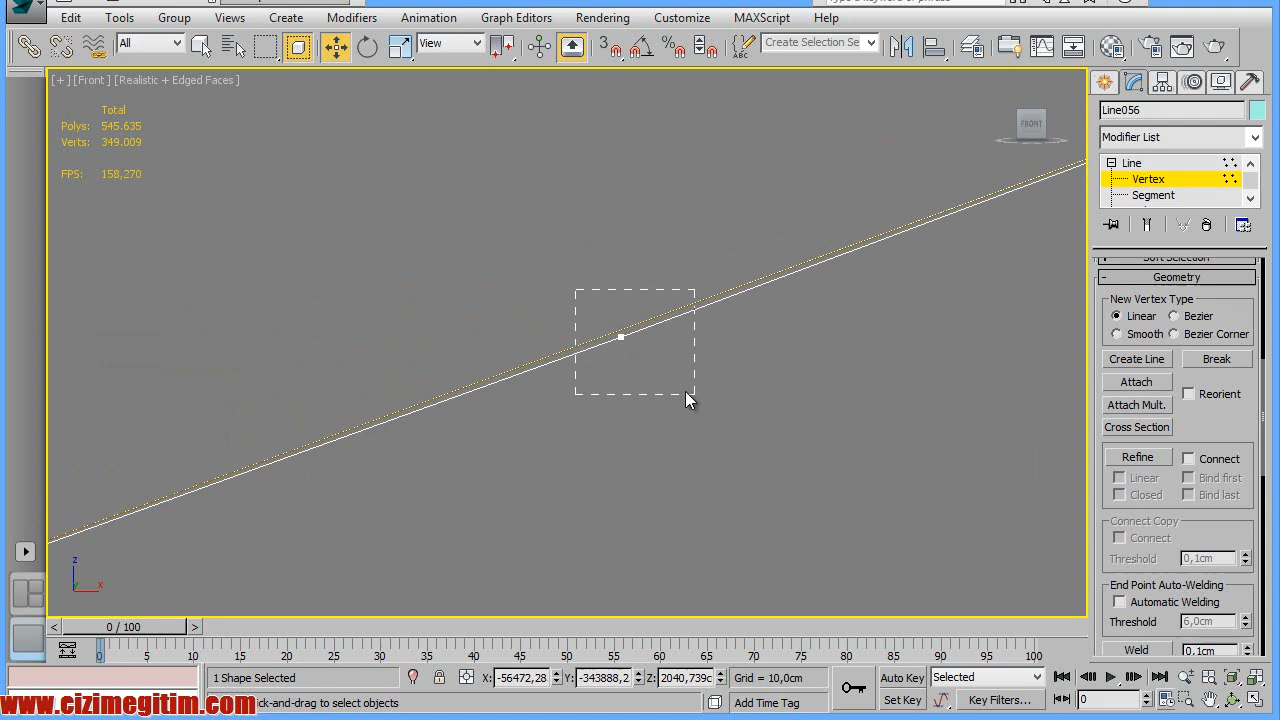 Edit Tools Group Views Create Modifiers Animation Graph Editors Rendering Customize MAXScript Help
All View 3 ABC Create Selection Se
[+] [Front] [Realistic + Edged Faces]
Total
Polys: 545.635
Verts: 349.009
FPS: 158,270
FRONT
z
x
Line056
Modifier List
Line
Vertex
Segment
Soft Selection
- Geometry
New Vertex Type
Linear Bezier
Smooth Bezier Corner
Create Line Break
Attach
Reorient
Attach Mult.
Cross Section
Refine Connect
Linear Bind first
Closed Bind last
Connect Copy
Connect
Threshold 0,1cm
End Point Auto-Welding
Automatic Welding
Threshold 6,0cm
Weld 0,1cm
< 0 / 100 >
0 5 10 15 20 25 30 35 40 45 50 55 60 65 70 75 80 85 90 95 100
1 Shape Selected X: -56472,28 Y: -343888,2 Z: 2040,739c Grid = 10,0cm Auto Key Selected
ck-and-drag to select objects Add Time Tag Set Key Key Filters... 0
www.cizimegitim.com